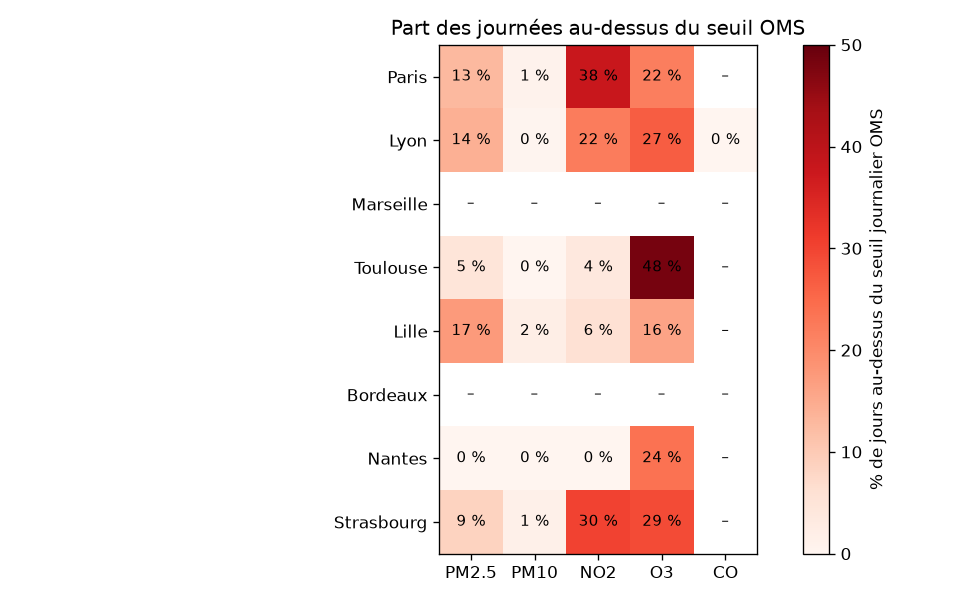 Part des journées au-dessus du seuil OMS
Paris 13 % 1 % 38 % 22 % –
Lyon 14 % 0 % 22 % 27 % 0 %
Marseille – – – – –
Toulouse 5 % 0 % 4 % 48 % –
Lille 17 % 2 % 6 % 16 % –
Bordeaux – – – – –
Nantes 0 % 0 % 0 % 24 % –
Strasbourg 9 % 1 % 30 % 29 % –
PM2.5 PM10 NO2 O3 CO
50
40
30
20
10
0
% de jours au-dessus du seuil journalier OMS